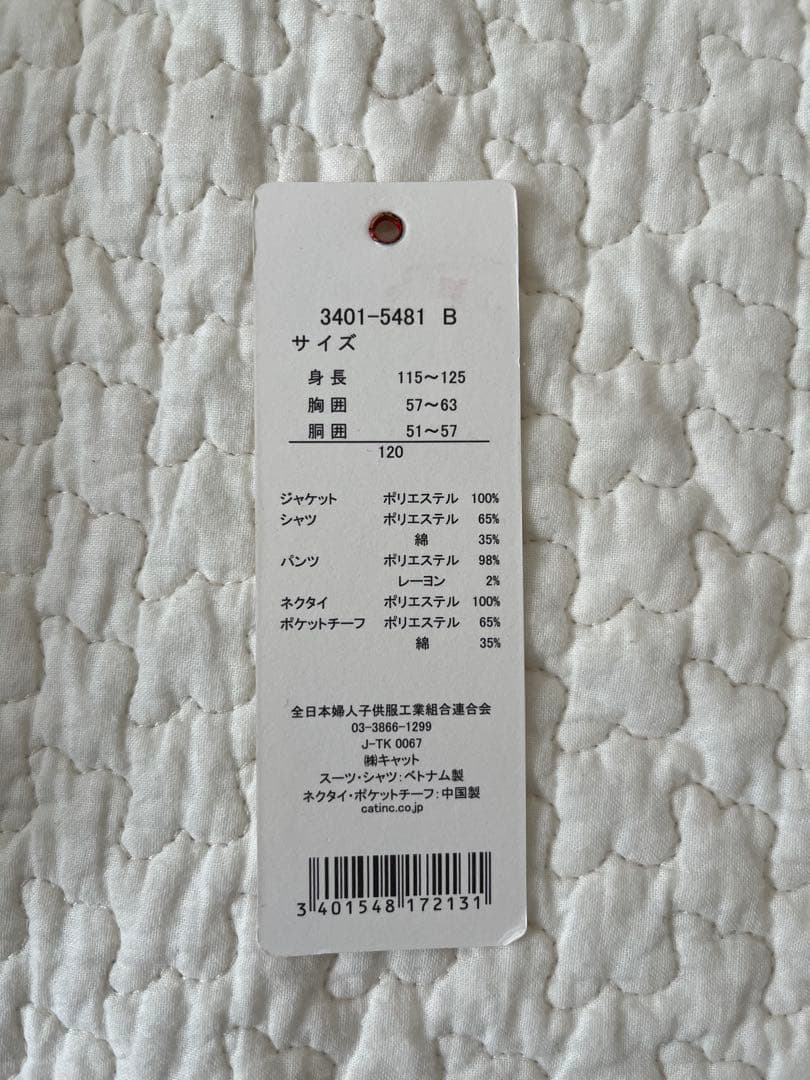 3401-5481 B
サイズ
身長 115〜125
胸囲 57〜63
胴囲 51〜57
120
ジャケット ポリエステル 100%
シャツ ポリエステル 65%
綿 35%
パンツ ポリエステル 98%
レーヨン 2%
ネクタイ ポリエステル 100%
ポケットチーフ ポリエステル 65%
綿 35%
全日本婦人子供服工業組合連合会
03-3866-1299
J-TK 0067
㈱キャット
スーツ・シャツ：ベトナム製
ネクタイ・ポケットチーフ：中国製
catinc.co.jp
3 401548 172131